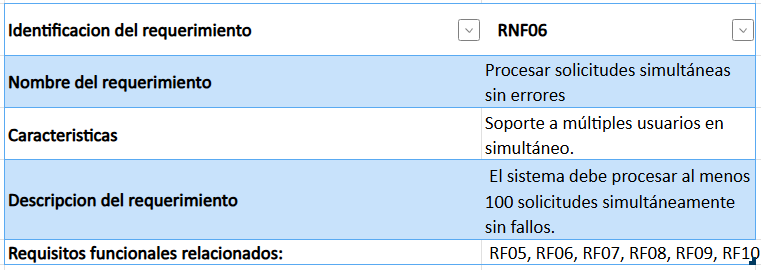 Identificacion del requerimiento RNF06
Nombre del requerimiento Procesar solicitudes simultáneas
sin errores
Caracteristicas Soporte a múltiples usuarios en
simultáneo.
Descripcion del requerimiento El sistema debe procesar al menos
100 solicitudes simultáneamente
sin fallos.
Requisitos funcionales relacionados: RF05, RF06, RF07, RF08, RF09, RF10